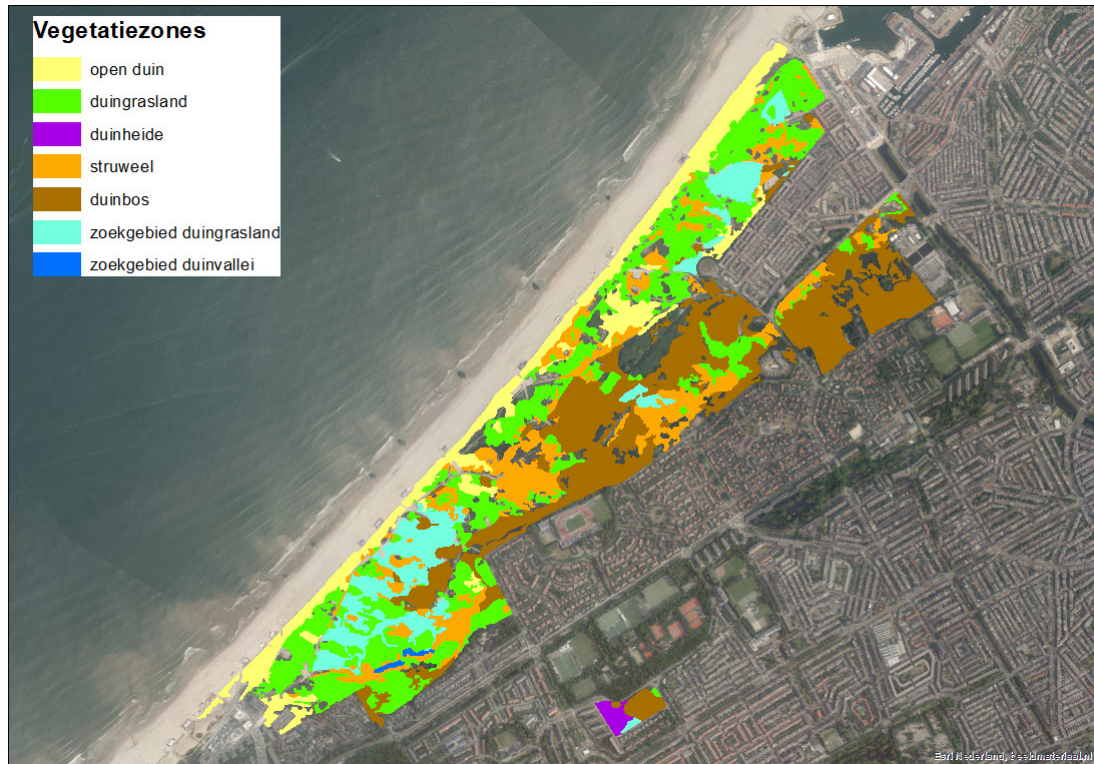 Vegetatiezones
open duin
duingrasland
duinheide
struweel
duinbos
zoekgebied duingrasland
zoekgebied duinvallei
Esri Nederland, beeldmateriaal.nl